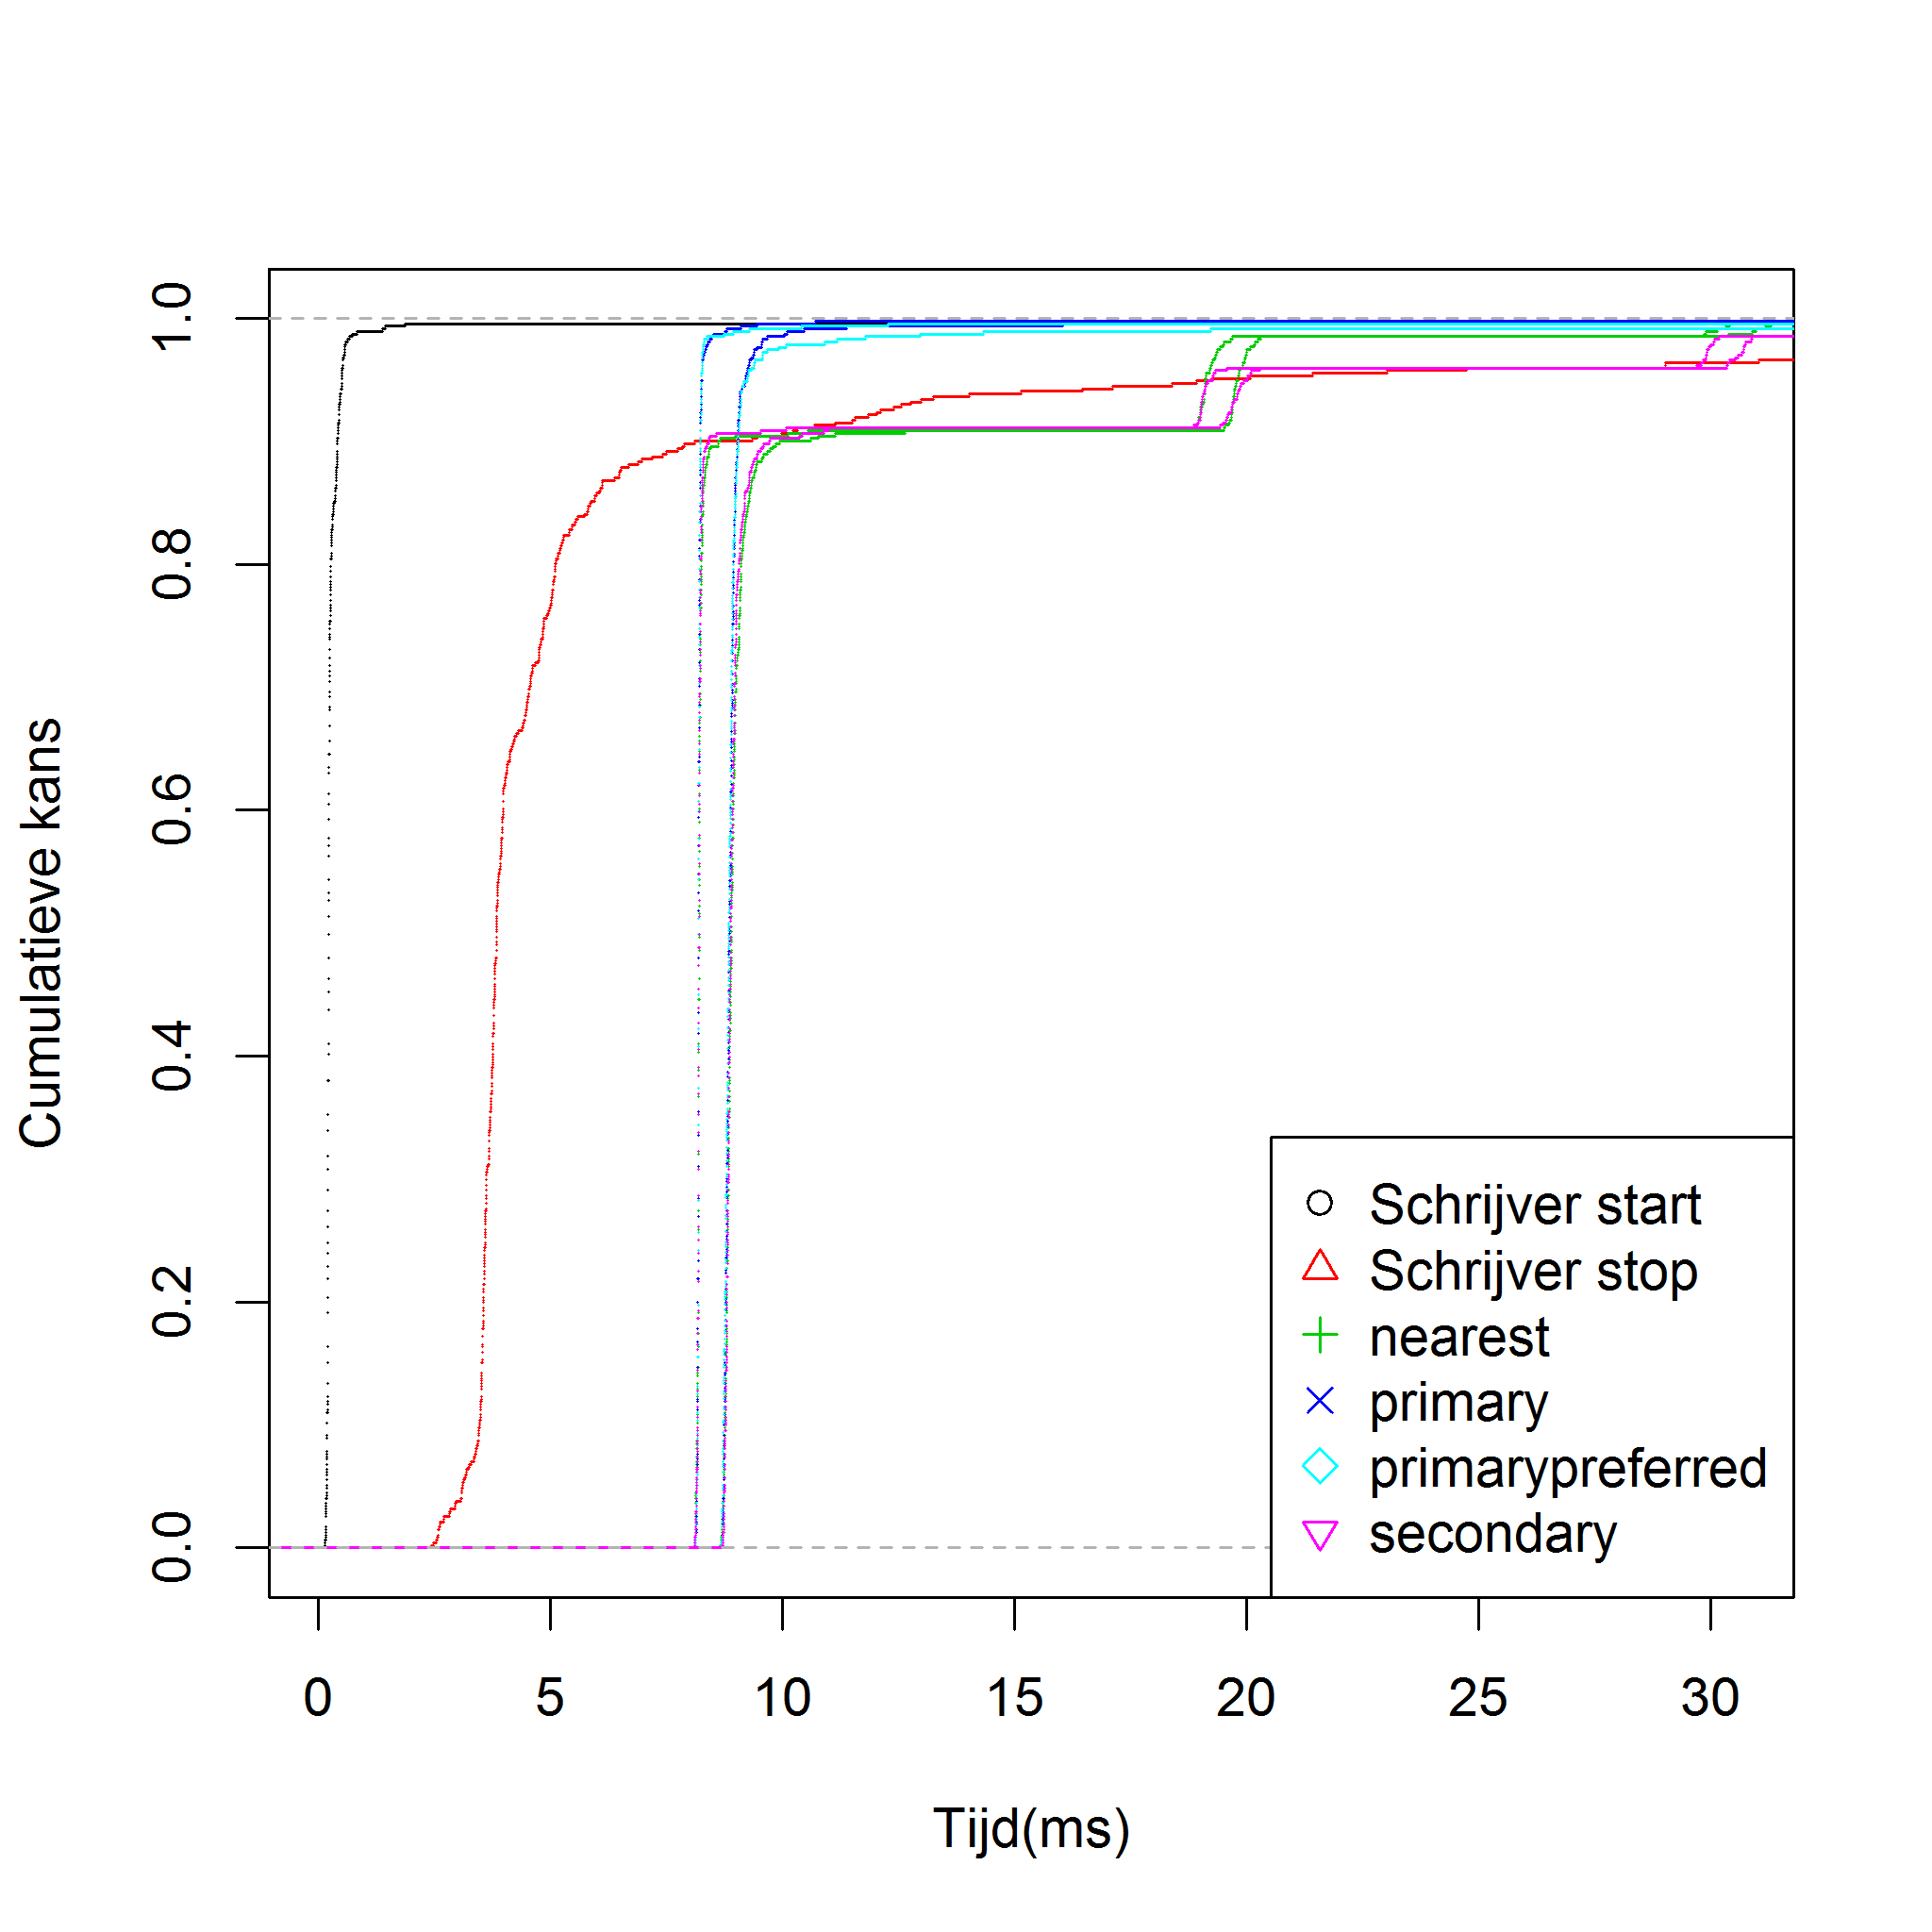 Cumulatieve kans
1.0
0.8
0.6
0.4
0.2
0.0
Schrijver start
Schrijver stop
nearest
primary
primarypreferred
secondary
0 5 10 15 20 25 30
Tijd(ms)